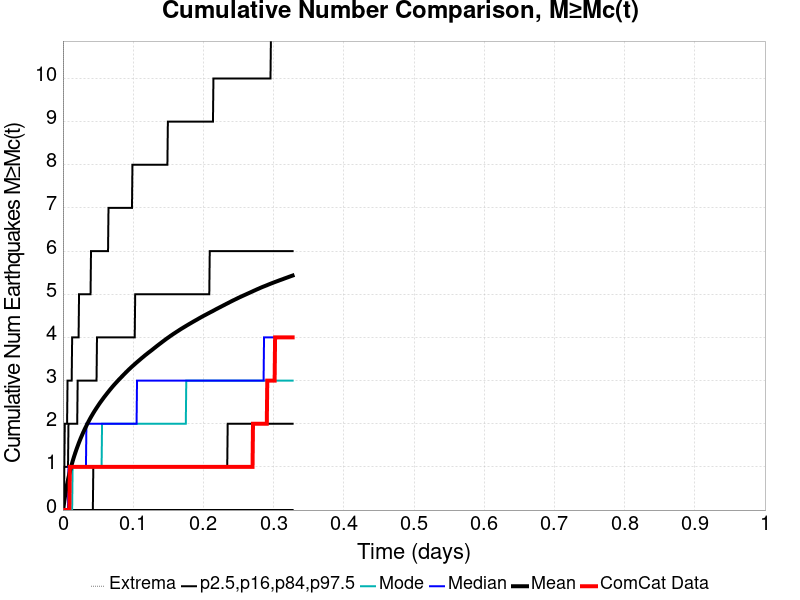 Cumulative Number Comparison, M≥Mc(t)
Cumulative Num Earthquakes M≥Mc(t)
10
9
8
7
6
5
4
3
2
1
0
0 0.1 0.2 0.3 0.4 0.5 0.6 0.7 0.8 0.9 1
Time (days)
Extrema p2.5,p16,p84,p97.5 Mode Median Mean ComCat Data